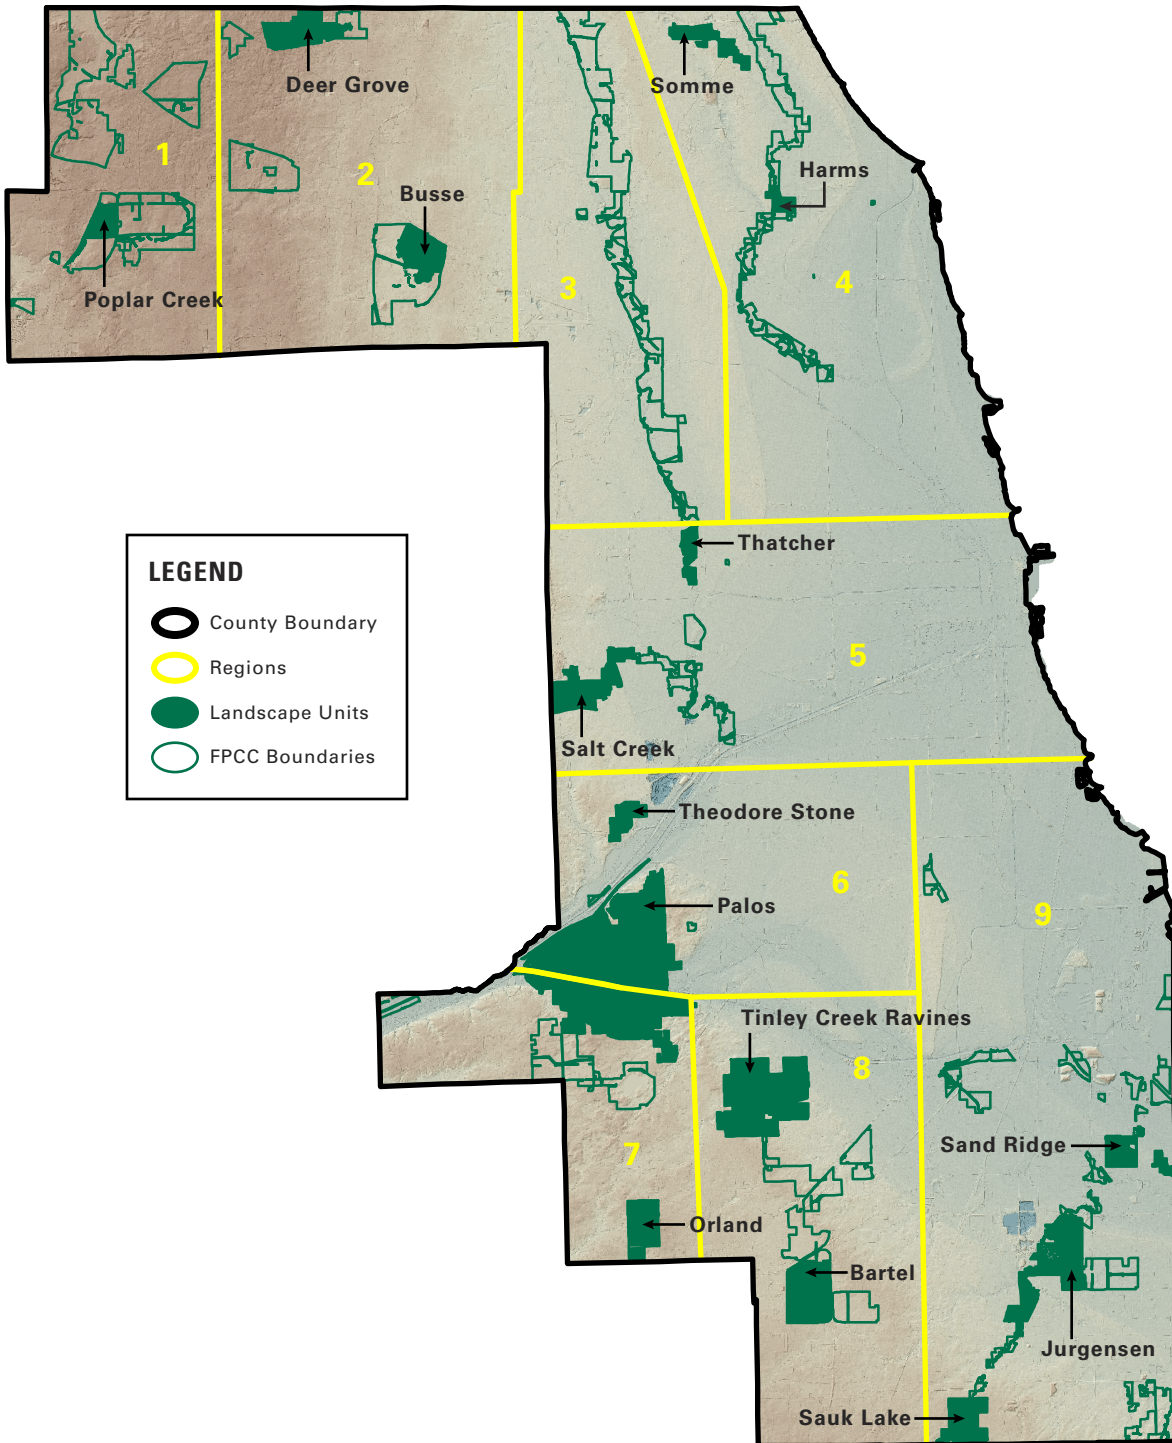 Deer Grove
Somme
1
2
Harms
Busse
3
4
Poplar Creek
Thatcher
LEGEND
County Boundary
Regions
Landscape Units
FPCC Boundaries
5
Salt Creek
Theodore Stone
6
9
Palos
Tinley Creek Ravines
8
7
Sand Ridge
Orland
Bartel
Jurgensen
Sauk Lake